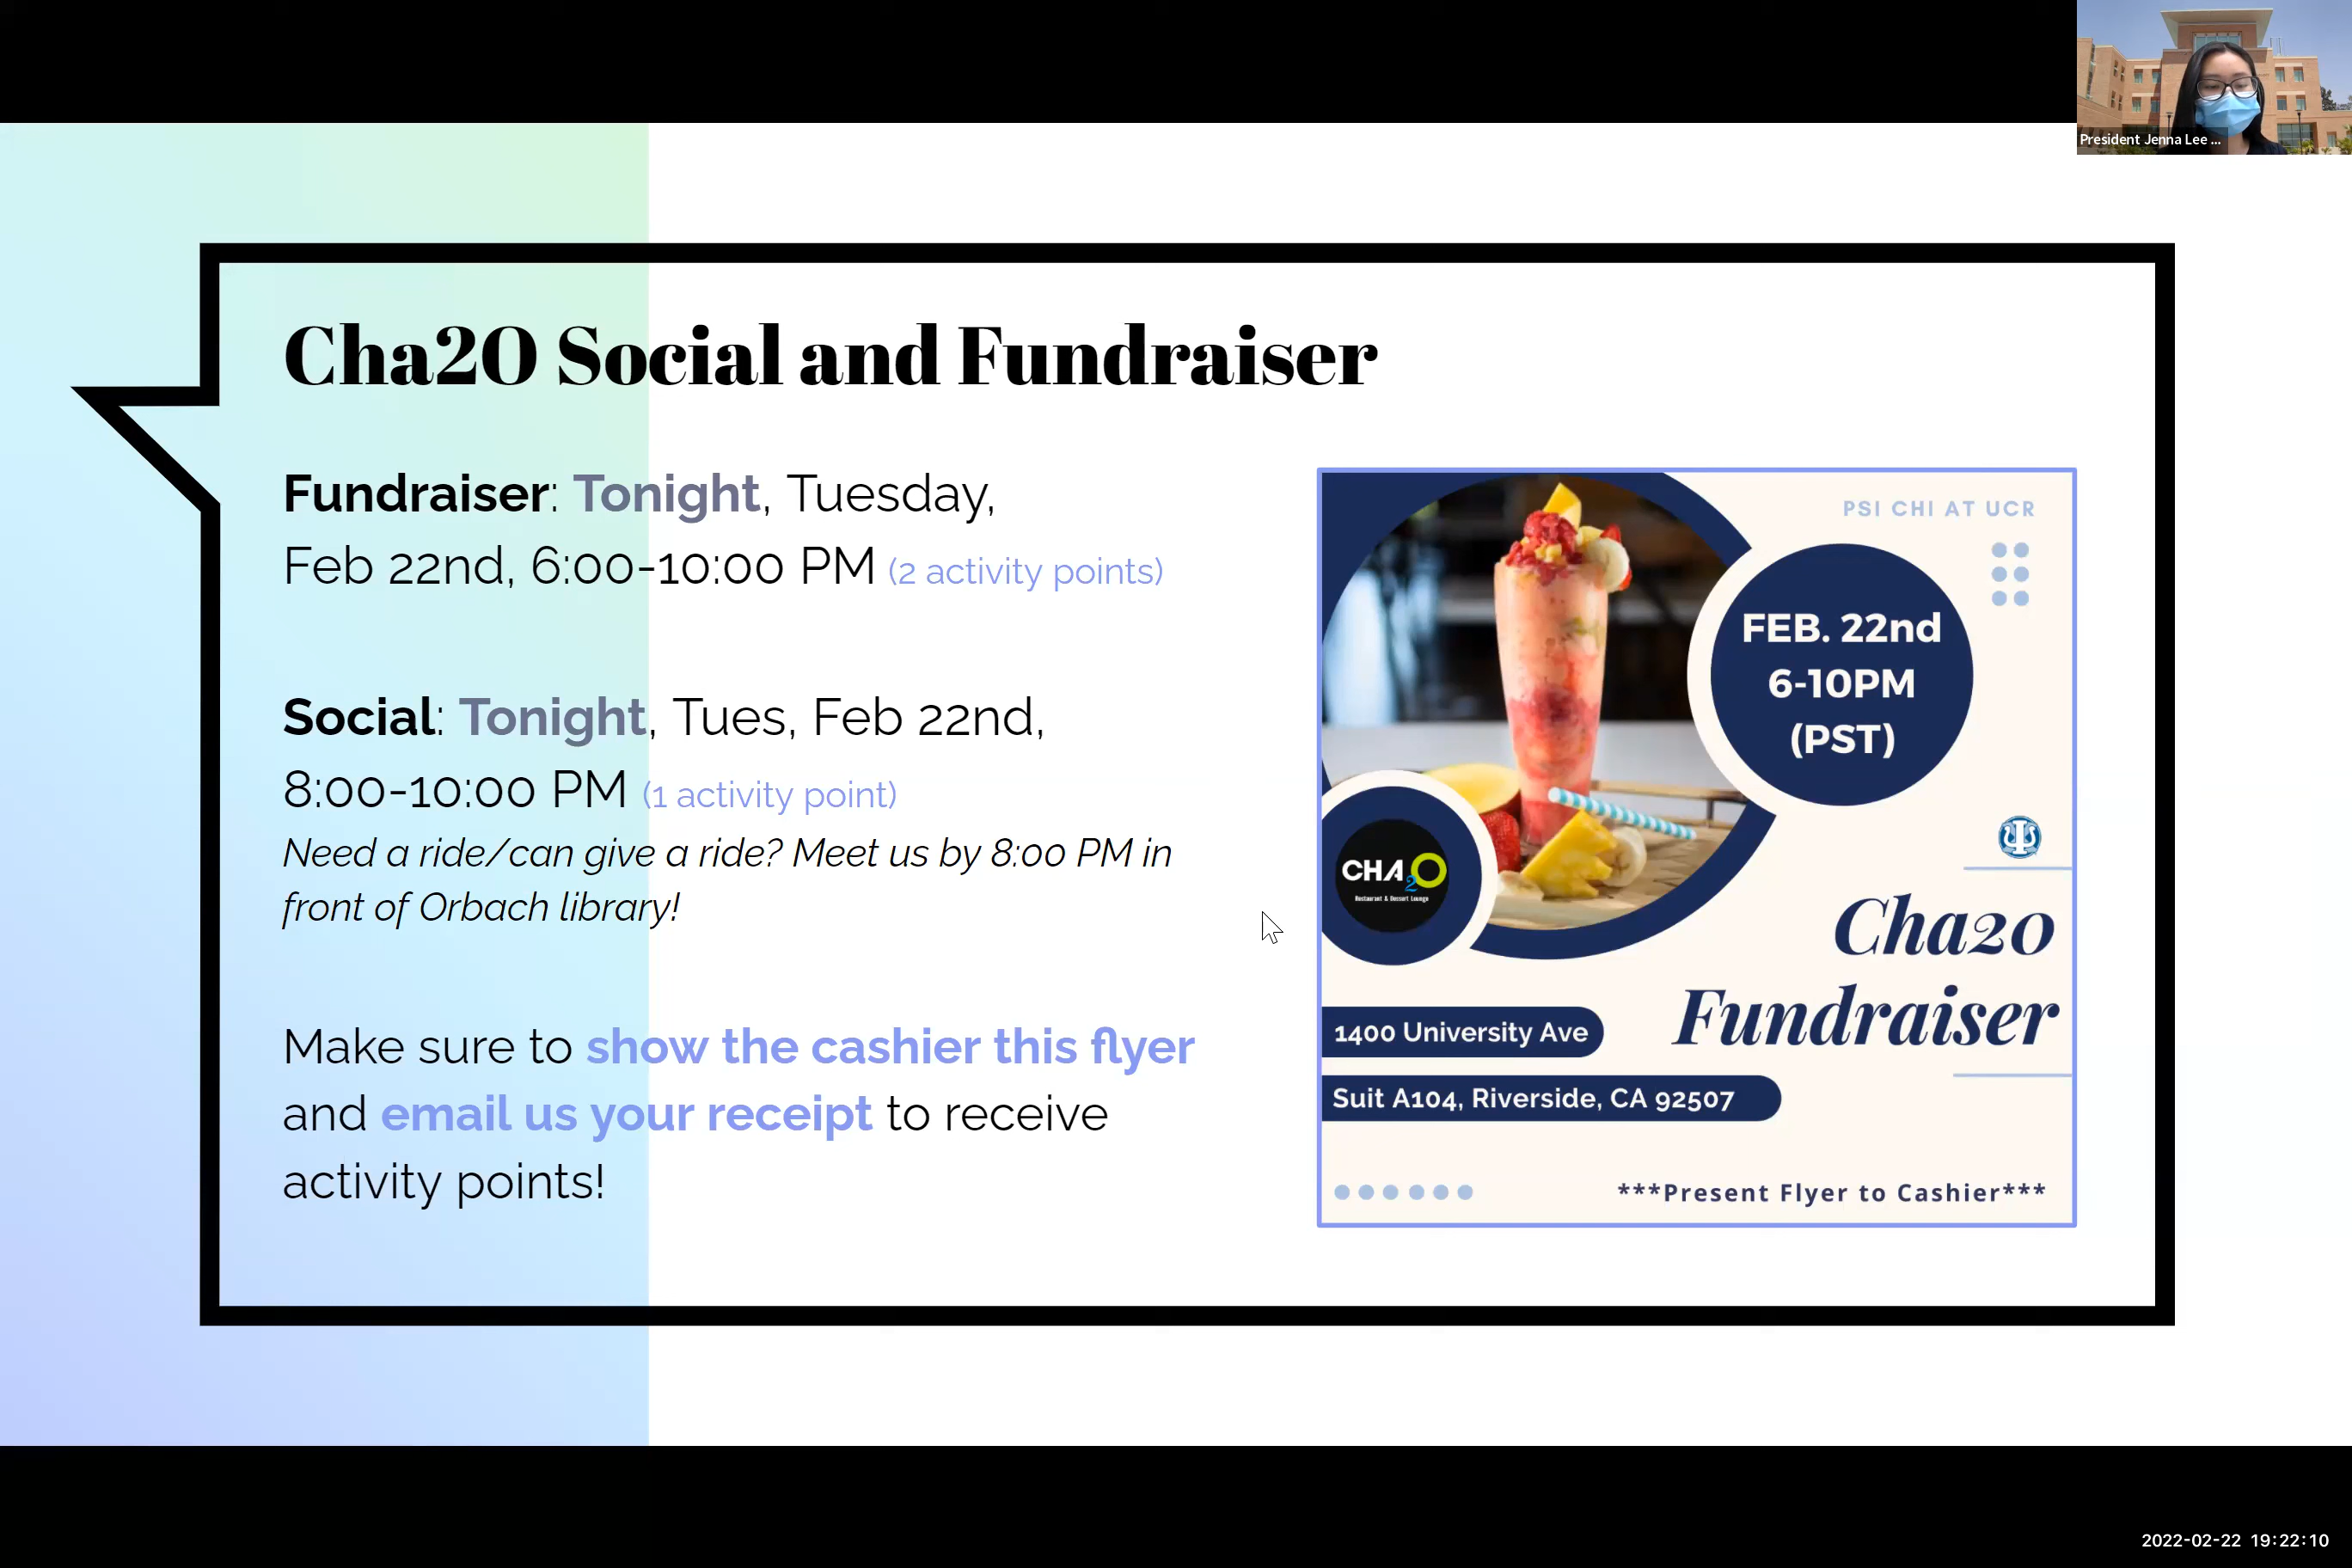 President Jenna Lee ...
Cha2O Social and Fundraiser
Fundraiser: Tonight, Tuesday,
Feb 22nd, 6:00-10:00 PM (2 activity points)
Social: Tonight, Tues, Feb 22nd,
8:00-10:00 PM (1 activity point)
Need a ride/can give a ride? Meet us by 8:00 PM in
front of Orbach library!
Make sure to show the cashier this flyer
and email us your receipt to receive
activity points!
PSI CHI AT UCR
FEB. 22nd
6-10PM
(PST)
CHA2O
Restaurant & Dessert Lounge
Cha2o
Fundraiser
1400 University Ave
Suit A104, Riverside, CA 92507
***Present Flyer to Cashier***
2022-02-22 19:22:10